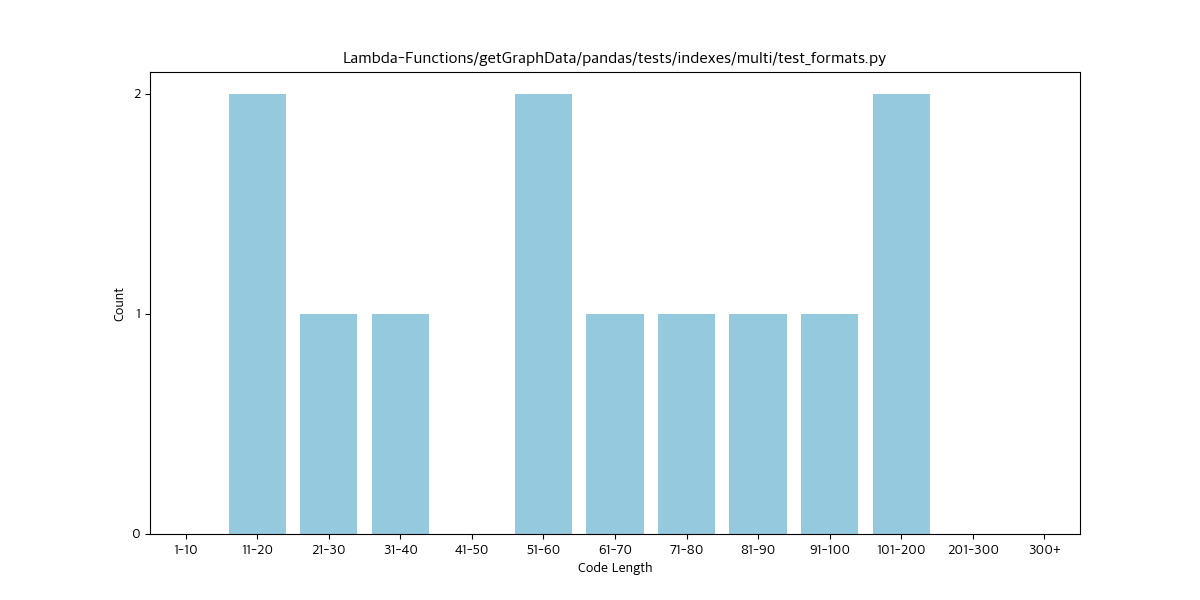 Lambda-Functions/getGraphData/pandas/tests/indexes/multi/test_formats.py
2
1
0
Count
1-10 11-20 21-30 31-40 41-50 51-60 61-70 71-80 81-90 91-100 101-200 201-300 300+
Code Length